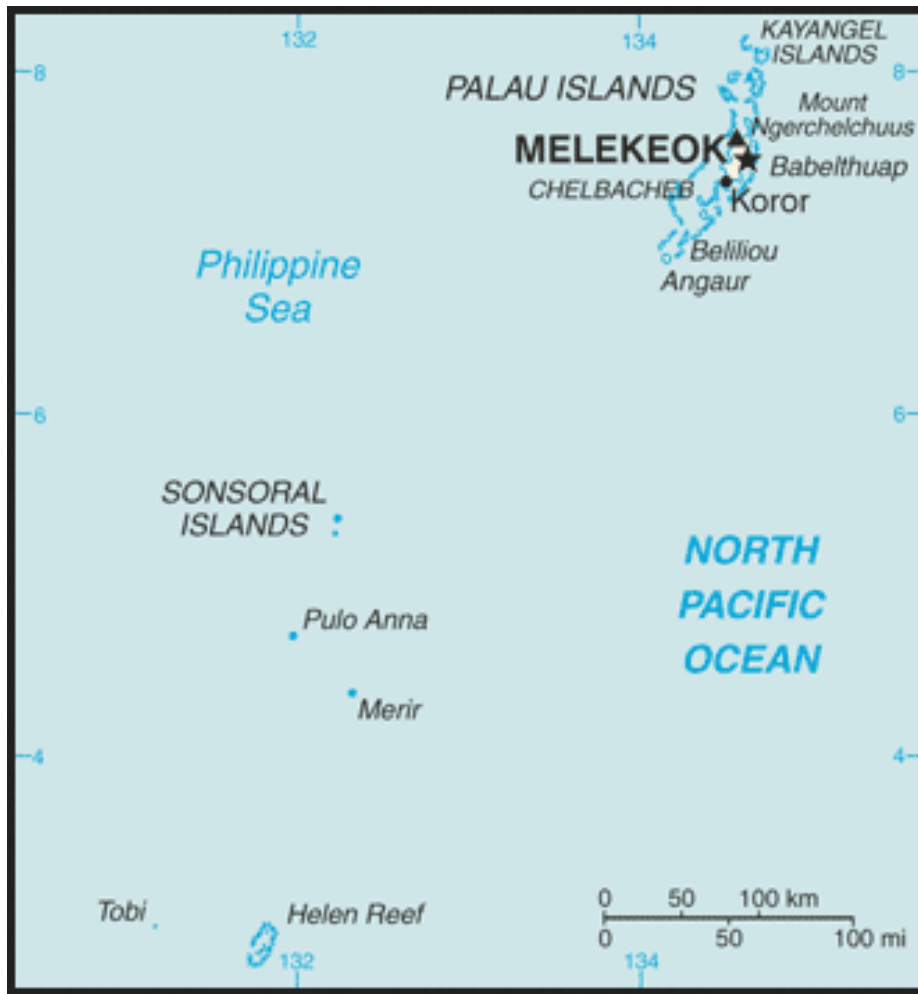 132
134
KAYANGEL
ISLANDS
8
8
PALAU ISLANDS
Mount
Ngerchelchuus
MELEKEOK
Babelthuap
CHELBACHEB
Koror
Beliliou
Angaur
Philippine
Sea
6
6
SONSORAL
ISLANDS
NORTH
PACIFIC
OCEAN
Pulo Anna
Merir
4
4
Tobi
Helen Reef
0 50 100 km
0 50 100 mi
132
134